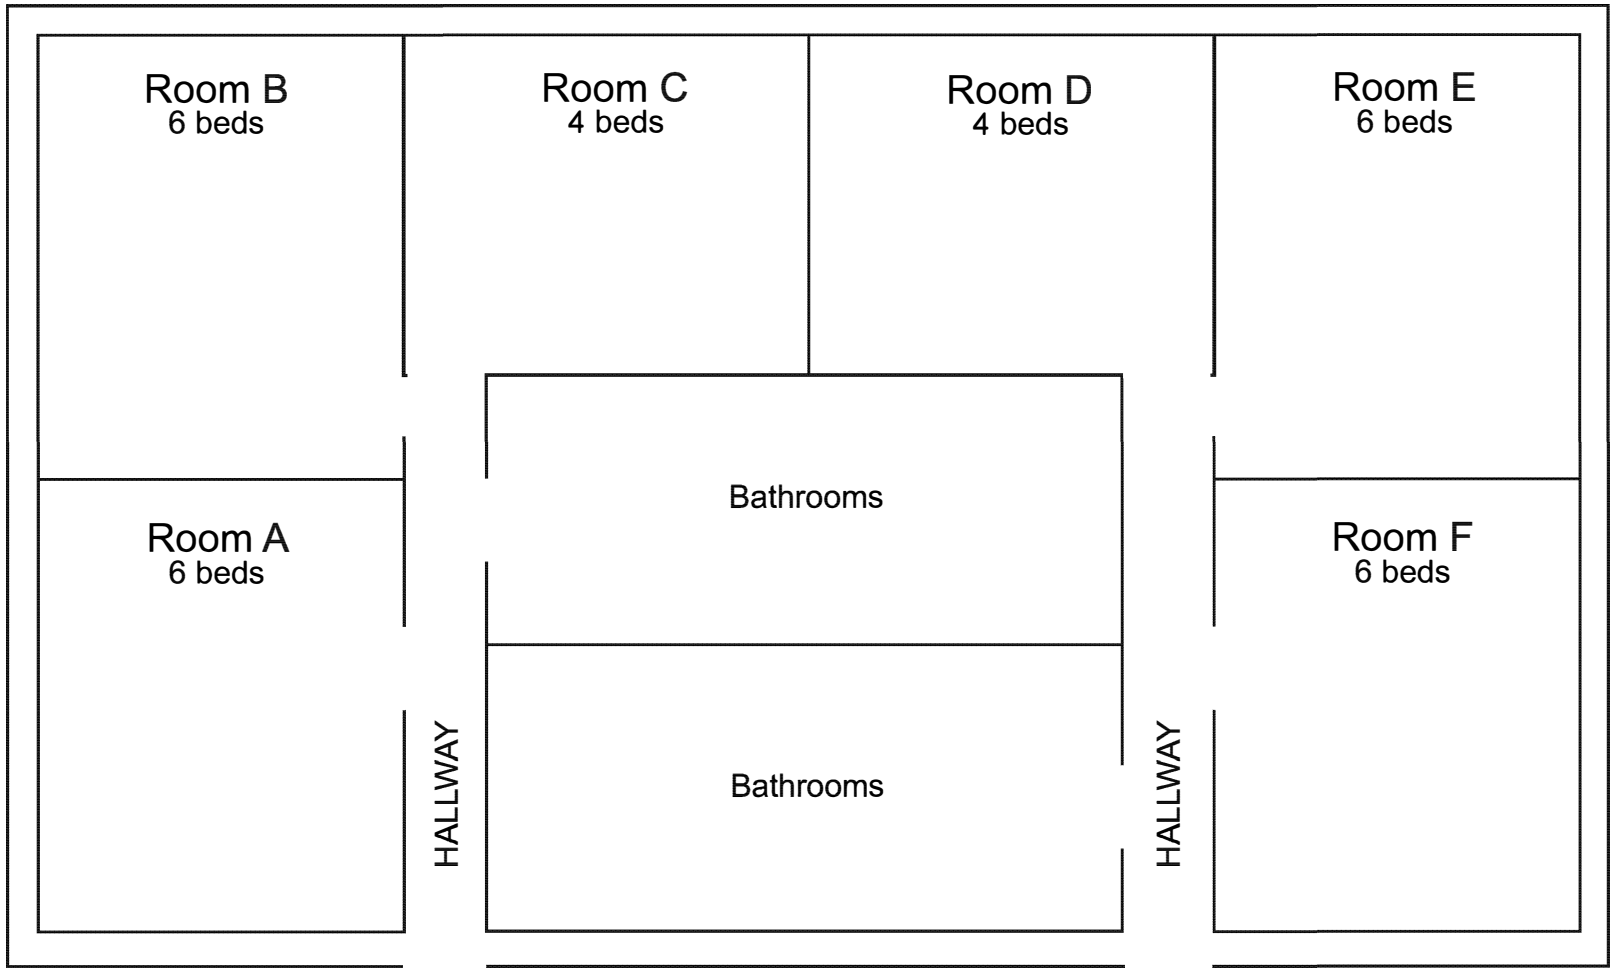 Room B
6 beds
Room C
4 beds
Room D
4 beds
Room E
6 beds
Room A
6 beds
Bathrooms
Room F
6 beds
HALLWAY
Bathrooms
HALLWAY